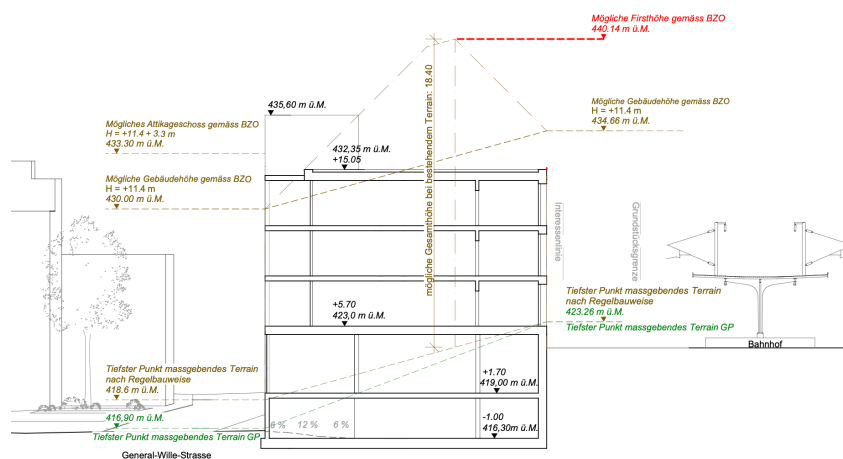 Mögliche Firsthöhe gemäss BZO
440.14 m ü.M.
435,60 m ü.M.
Mögliches Attikageschoss gemäss BZO
H = +11.4 + 3.3 m
433.30 m ü.M.
432,35 m ü.M.
+15.05
mögliche Gesamthöhe bei bestehendem Terrain: 18.40
Mögliche Gebäudehöhe gemäss BZO
H = +11.4 m
434.66 m ü.M.
Mögliche Gebäudehöhe gemäss BZO
H = +11.4 m
430.00 m ü.M.
Interessenlinie
Grundstücksgrenze
+5.70
423,0 m ü.M.
Tiefster Punkt massgebendes Terrain
nach Regelbauweise
423.26 m ü.M.
Tiefster Punkt massgebendes Terrain GP
Bahnhof
Tiefster Punkt massgebendes Terrain
nach Regelbauweise
418.6 m ü.M.
+1.70
419,00 m ü.M.
416,90 m ü.M.
Tiefster Punkt massgebendes Terrain GP
6 % 12 % 6 %
-1.00
416,30m ü.M.
General-Wille-Strasse